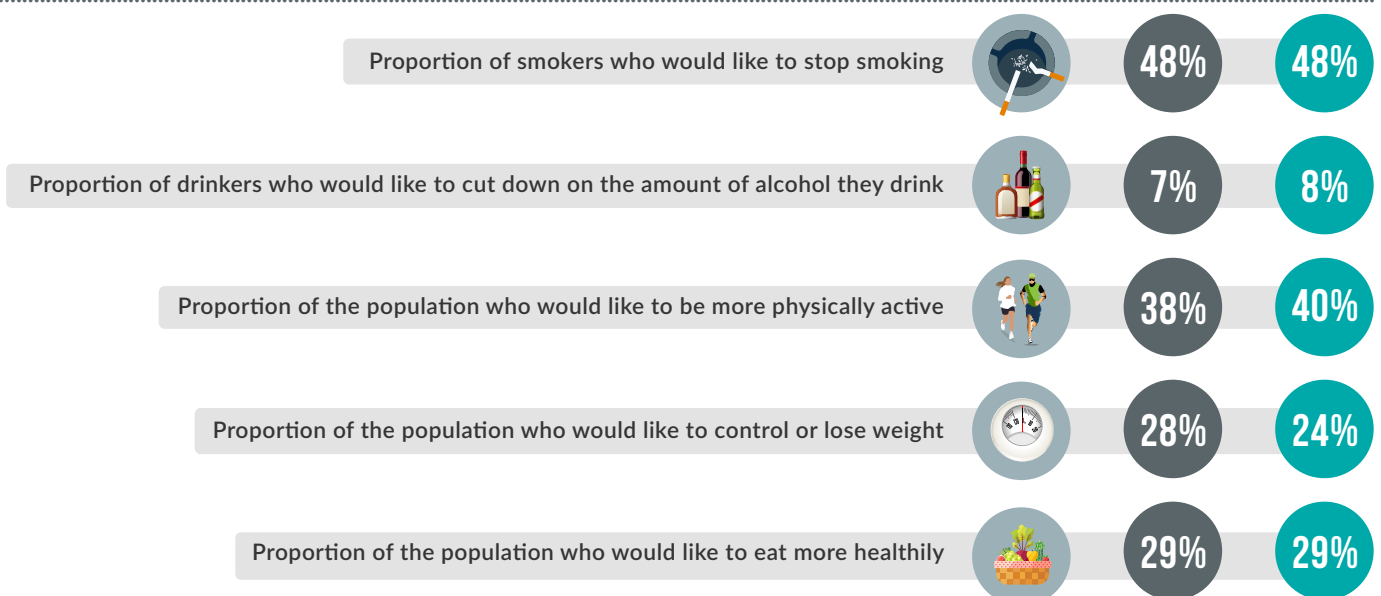 Proportion of smokers who would like to stop smoking 48% 48%
Proportion of drinkers who would like to cut down on the amount of alcohol they drink 7% 8%
Proportion of the population who would like to be more physically active 38% 40%
Proportion of the population who would like to control or lose weight 28% 24%
Proportion of the population who would like to eat more healthily 29% 29%